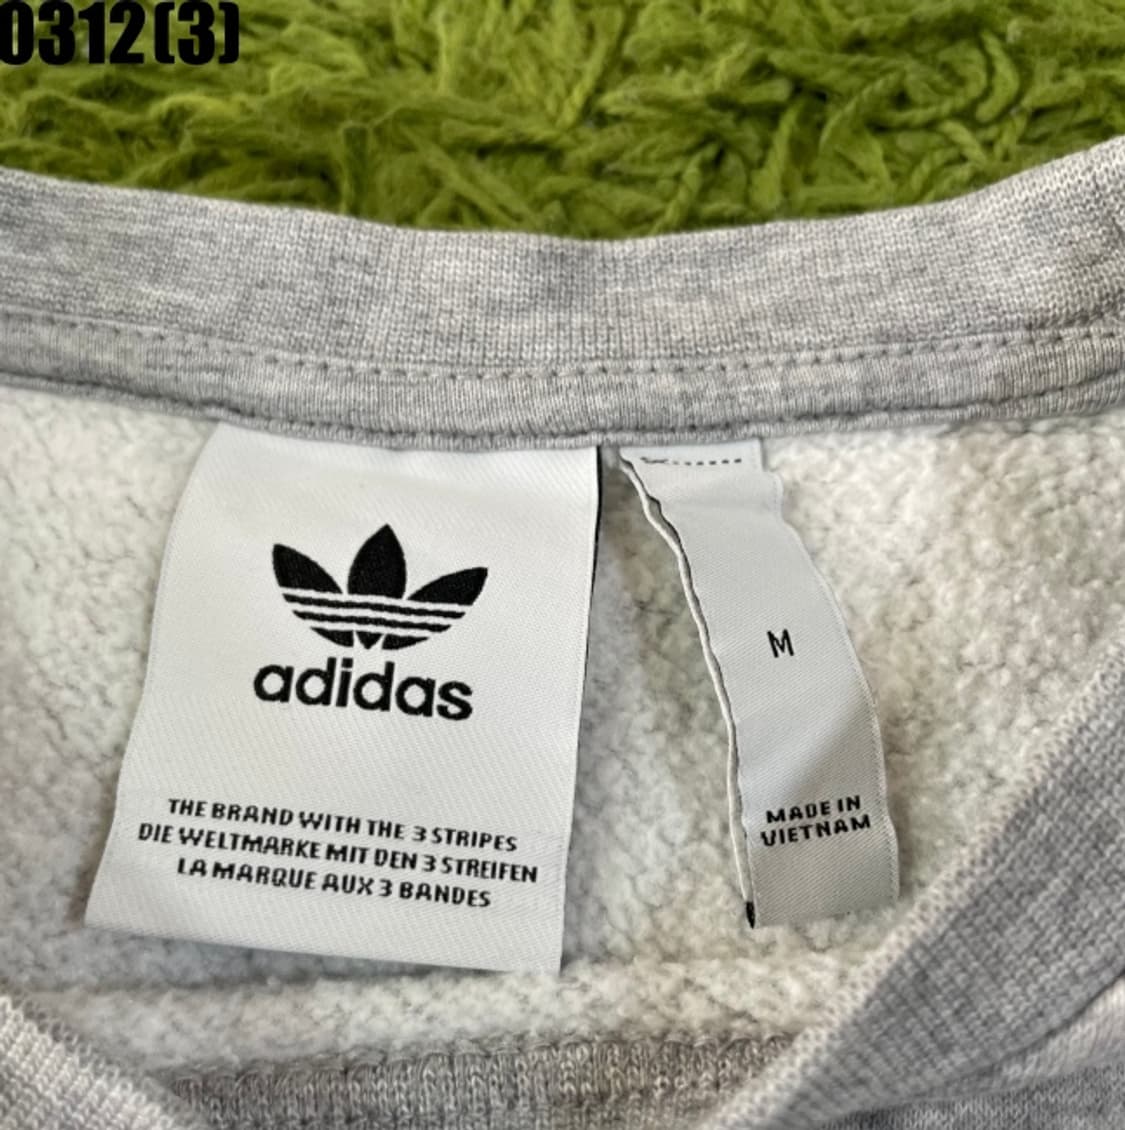 0312(3)
adidas
THE BRAND WITH THE 3 STRIPES
DIE WELTMARKE MIT DEN 3 STREIFEN
LA MARQUE AUX 3 BANDES
M
MADE IN
VIETNAM